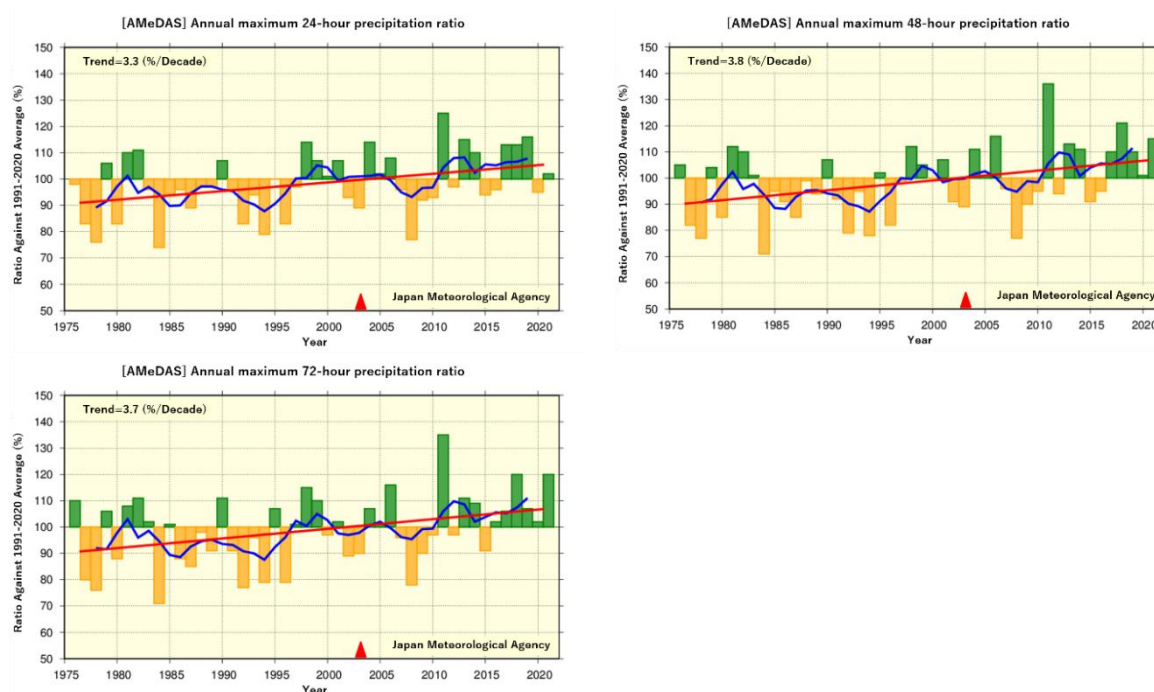 [AMeDAS] Annual maximum 24-hour precipitation ratio
Trend=3.3 (%/Decade)
Ratio Against 1991-2020 Average (%)
150
140
130
120
110
100
90
80
70
60
50
Japan Meteorological Agency
1975 1980 1985 1990 1995 2000 2005 2010 2015 2020
Year
[AMeDAS] Annual maximum 48-hour precipitation ratio
Trend=3.8 (%/Decade)
Ratio Against 1991-2020 Average (%)
150
140
130
120
110
100
90
80
70
60
50
Japan Meteorological Agency
1975 1980 1985 1990 1995 2000 2005 2010 2015 2020
Year
[AMeDAS] Annual maximum 72-hour precipitation ratio
Trend=3.7 (%/Decade)
Ratio Against 1991-2020 Average (%)
150
140
130
120
110
100
90
80
70
60
50
Japan Meteorological Agency
1975 1980 1985 1990 1995 2000 2005 2010 2015 2020
Year